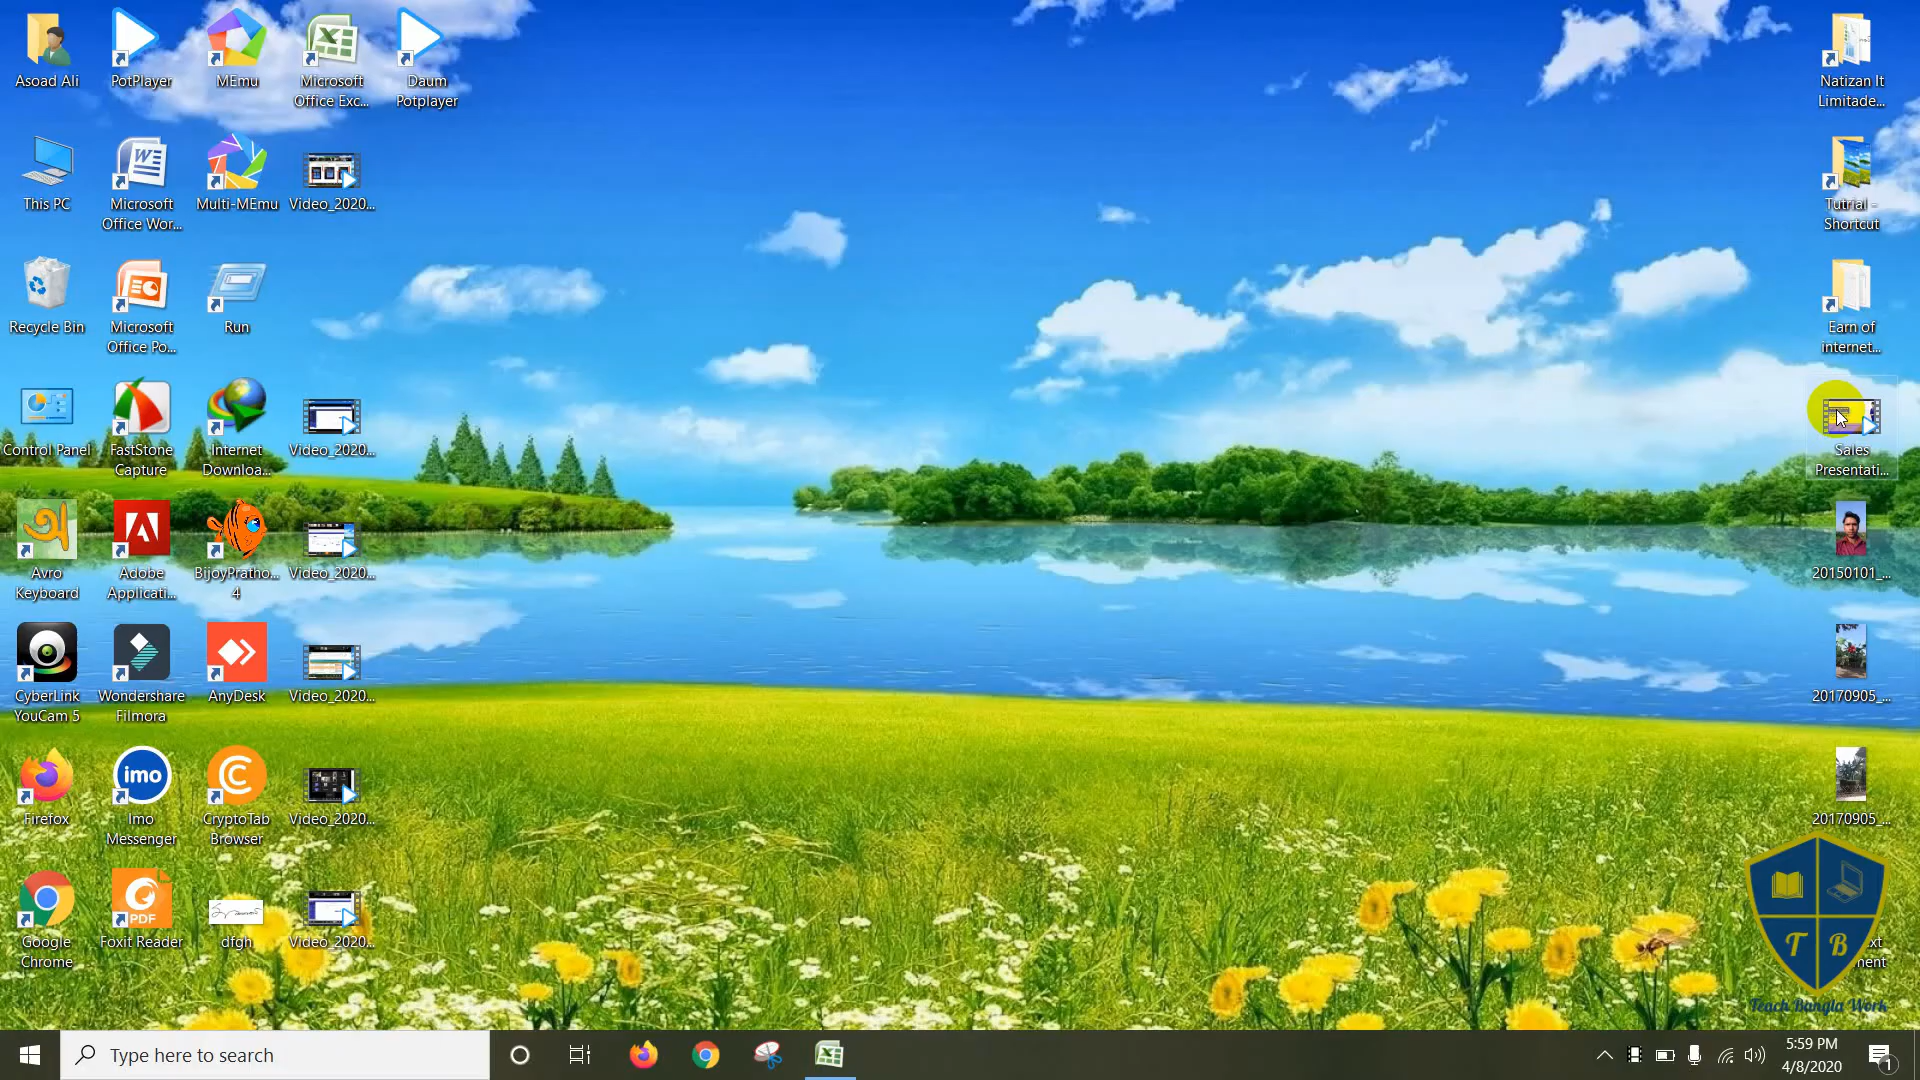 Asoad Ali
PotPlayer
MEmu
Microsoft
Office Exc...
Daum
Potplayer
Natizan It
Limitade...
This PC
Microsoft
Office Wor...
Multi-MEmu
Video_2020...
Tutrial -
Shortcut
Recycle Bin
Microsoft
Office Po...
Run
Earn of
internet...
Control Panel
FastStone
Capture
Internet
Downloa...
Video_2020...
Sales
Presentati...
Avro
Keyboard
Adobe
Applicati...
BijoyPratho...
4
Video_2020...
20150101_...
CyberLink
YouCam 5
Wondershare
Filmora
AnyDesk
Video_2020...
20170905_...
Firefox
imo
Imo
Messenger
CryptoTab
Browser
Video_2020...
20170905_...
Google
Chrome
PDF
Foxit Reader
dfgh
Video_2020...
T B
Teach Bangla Work
Type here to search
5:59 PM
4/8/2020
1